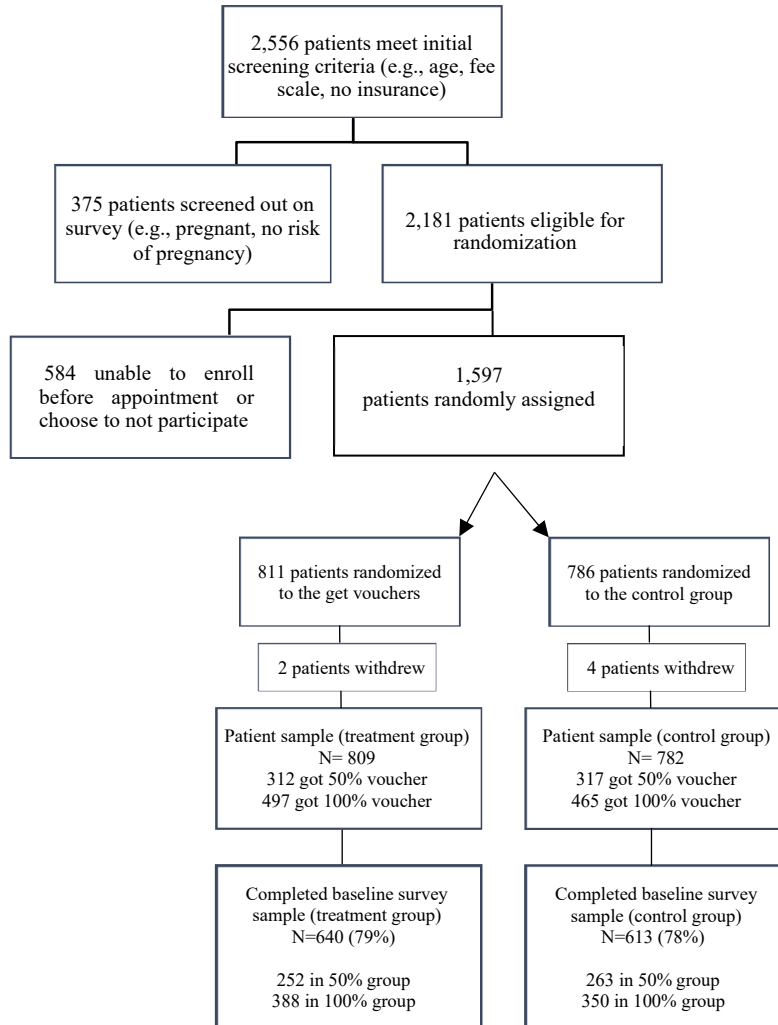 2,556 patients meet initial
screening criteria (e.g., age, fee
scale, no insurance)
375 patients screened out on
survey (e.g., pregnant, no risk
of pregnancy)
2,181 patients eligible for
randomization
584 unable to enroll
before appointment or
choose to not participate
1,597
patients randomly assigned
811 patients randomized
to the get vouchers
786 patients randomized
to the control group
2 patients withdrew
4 patients withdrew
Patient sample (treatment group)
N= 809
312 got 50% voucher
497 got 100% voucher
Patient sample (control group)
N= 782
317 got 50% voucher
465 got 100% voucher
Completed baseline survey
sample (treatment group)
N=640 (79%)
252 in 50% group
388 in 100% group
Completed baseline survey
sample (control group)
N=613 (78%)
263 in 50% group
350 in 100% group